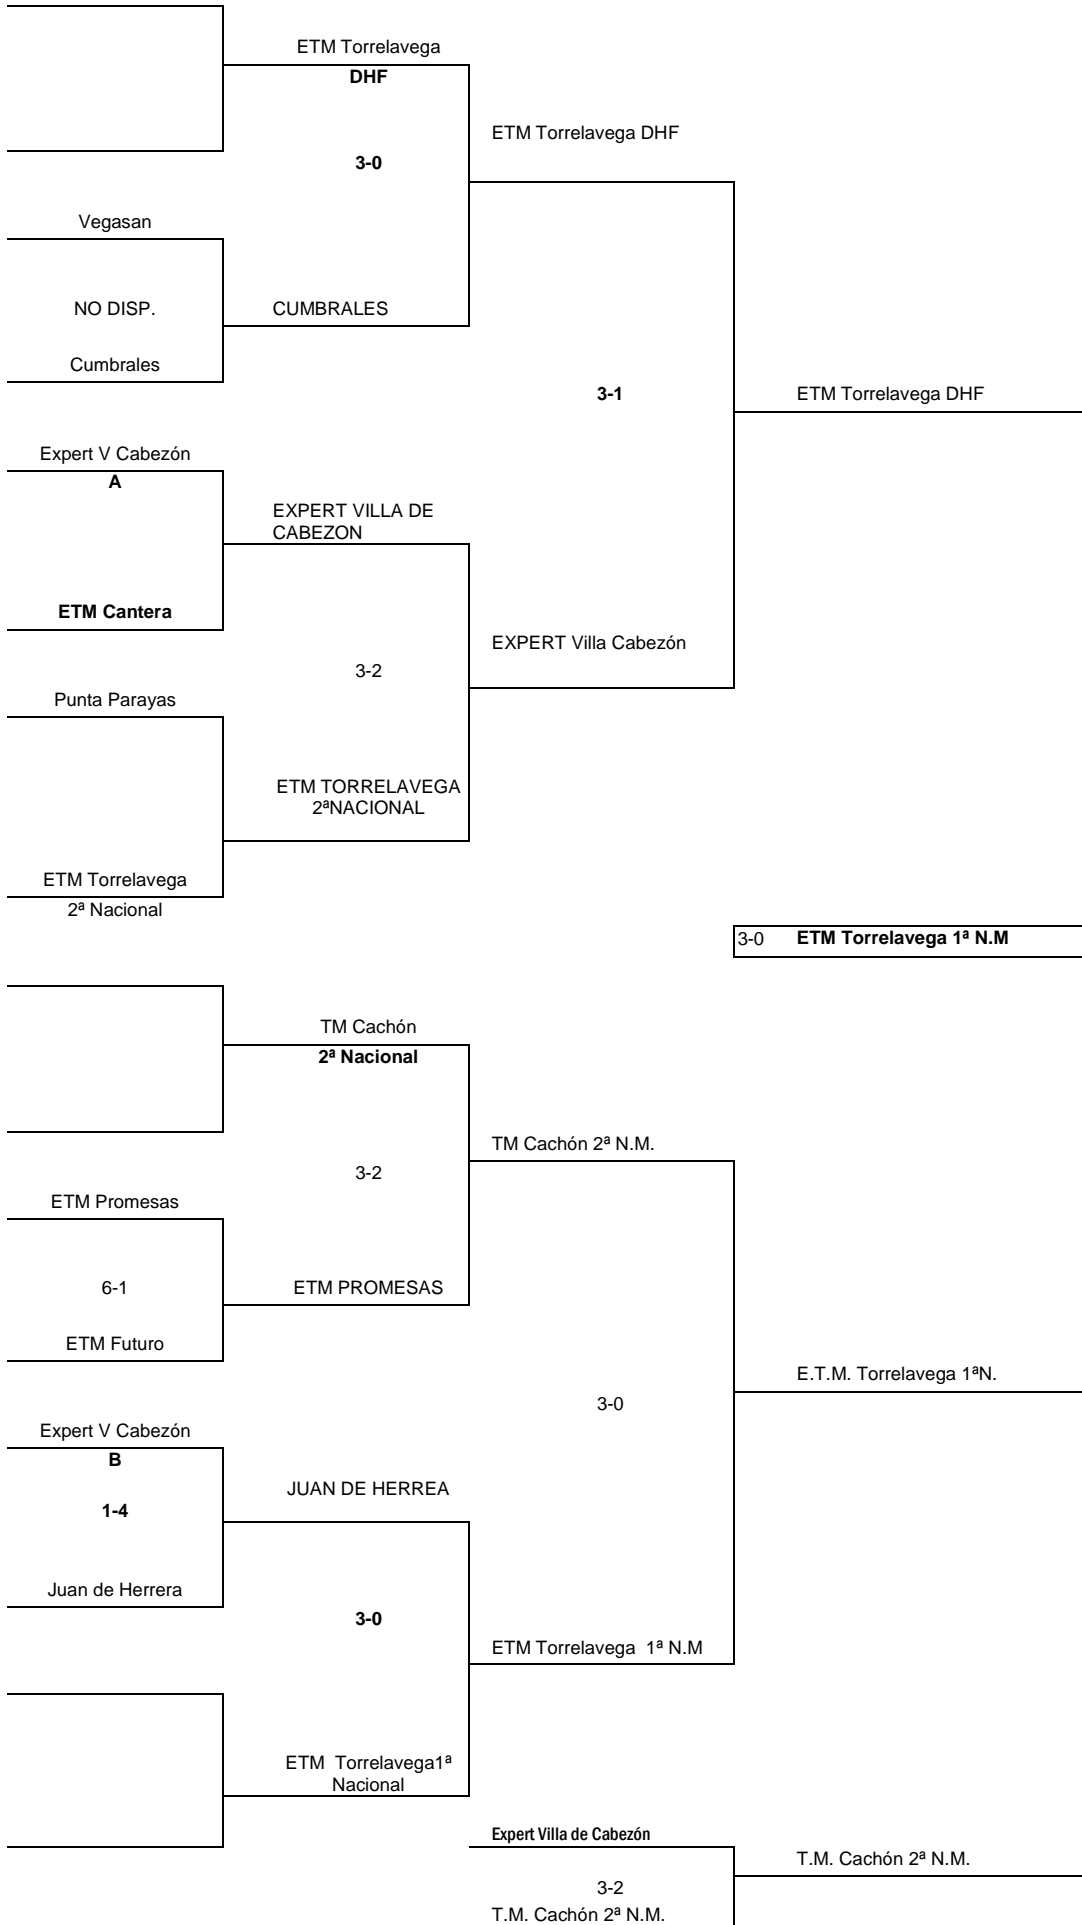 ETM Torrelavega
DHF
ETM Torrelavega DHF
3-0
Vegasan
NO DISP.
CUMBRALES
Cumbrales
3-1
ETM Torrelavega DHF
Expert V Cabezón
A
EXPERT VILLA DE
CABEZON
ETM Cantera
EXPERT Villa Cabezón
3-2
Punta Parayas
ETM TORRELAVEGA
2ªNACIONAL
ETM Torrelavega
2ª Nacional
3-0 ETM Torrelavega 1ª N.M
TM Cachón
2ª Nacional
TM Cachón 2ª N.M.
3-2
ETM Promesas
6-1
ETM PROMESAS
ETM Futuro
E.T.M. Torrelavega 1ªN.
3-0
Expert V Cabezón
B
JUAN DE HERREA
1-4
Juan de Herrera
3-0
ETM Torrelavega 1ª N.M
ETM Torrelavega1ª
Nacional
Expert Villa de Cabezón
T.M. Cachón 2ª N.M.
3-2
T.M. Cachón 2ª N.M.